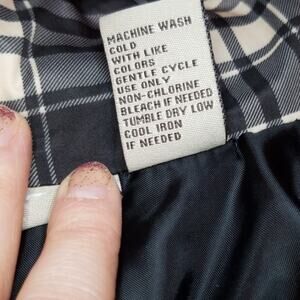 MACHINE WASH
COLD
WITH LIKE
COLORS
GENTLE CYCLE
USE ONLY
NON-CHLORINE
BLEACH IF NEEDED
TUMBLE DRY LOW
COOL IRON
IF NEEDED